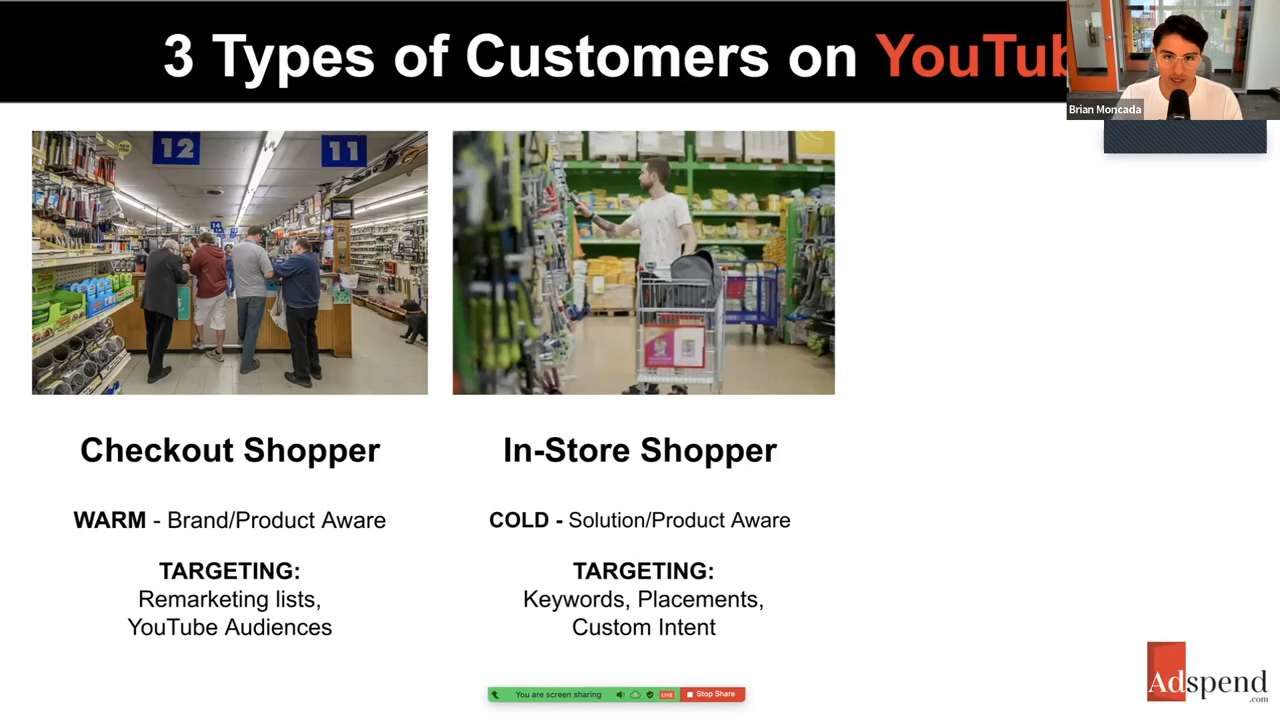 3 Types of Customers on YouTub
Brian Moncada
12
11
Checkout Shopper
In-Store Shopper
WARM - Brand/Product Aware
COLD - Solution/Product Aware
TARGETING:
Remarketing lists,
YouTube Audiences
TARGETING:
Keywords, Placements,
Custom Intent
You are screen sharing
LIVE
Stop Share
Adspend
.com